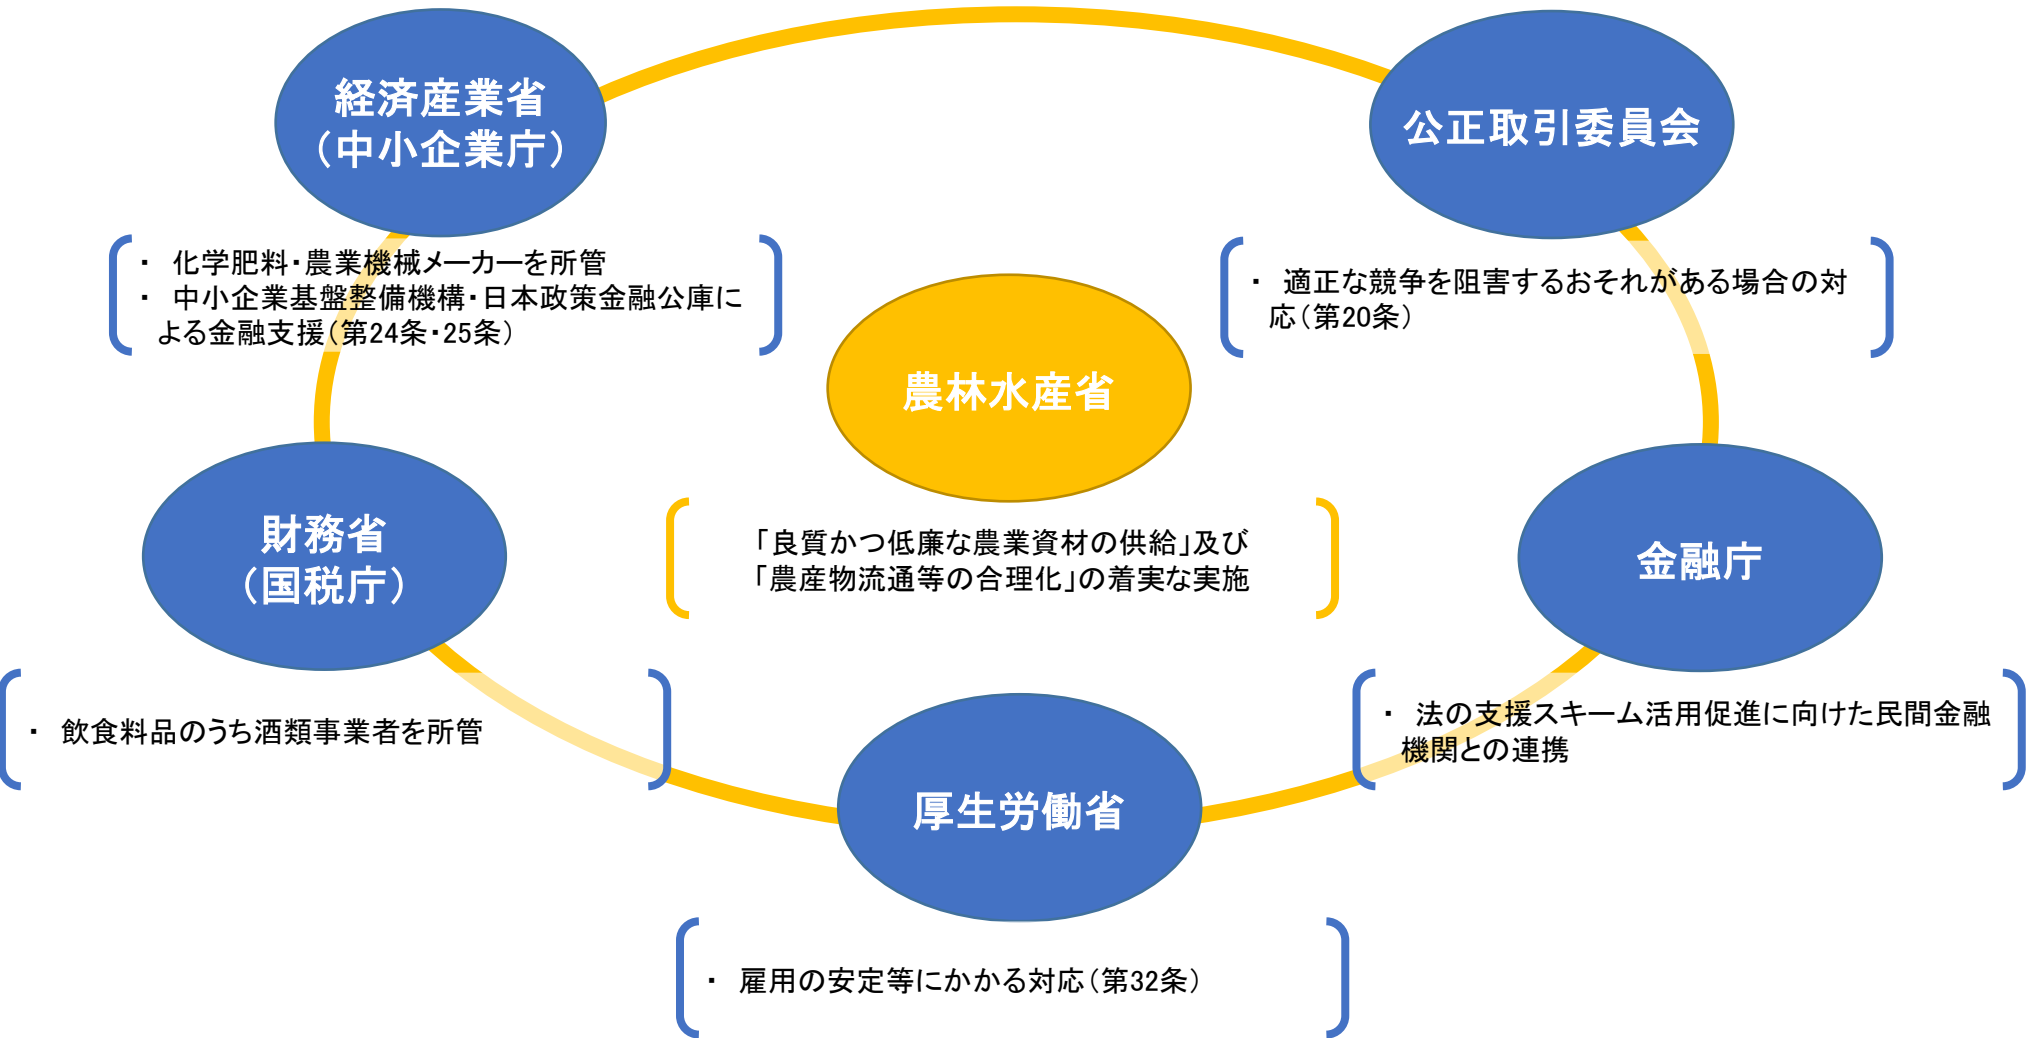 経済産業省
（中小企業庁）
・　化学肥料・農業機械メーカーを所管
・　中小企業基盤整備機構・日本政策金融公庫に
よる金融支援（第24条・25条）
公正取引委員会
・　適正な競争を阻害するおそれがある場合の対
応（第20条）
農林水産省
「良質かつ低廉な農業資材の供給」及び
「農産物流通等の合理化」の着実な実施
財務省
（国税庁）
・　飲食料品のうち酒類事業者を所管
金融庁
・　法の支援スキーム活用促進に向けた民間金融
機関との連携
厚生労働省
・　雇用の安定等にかかる対応（第32条）